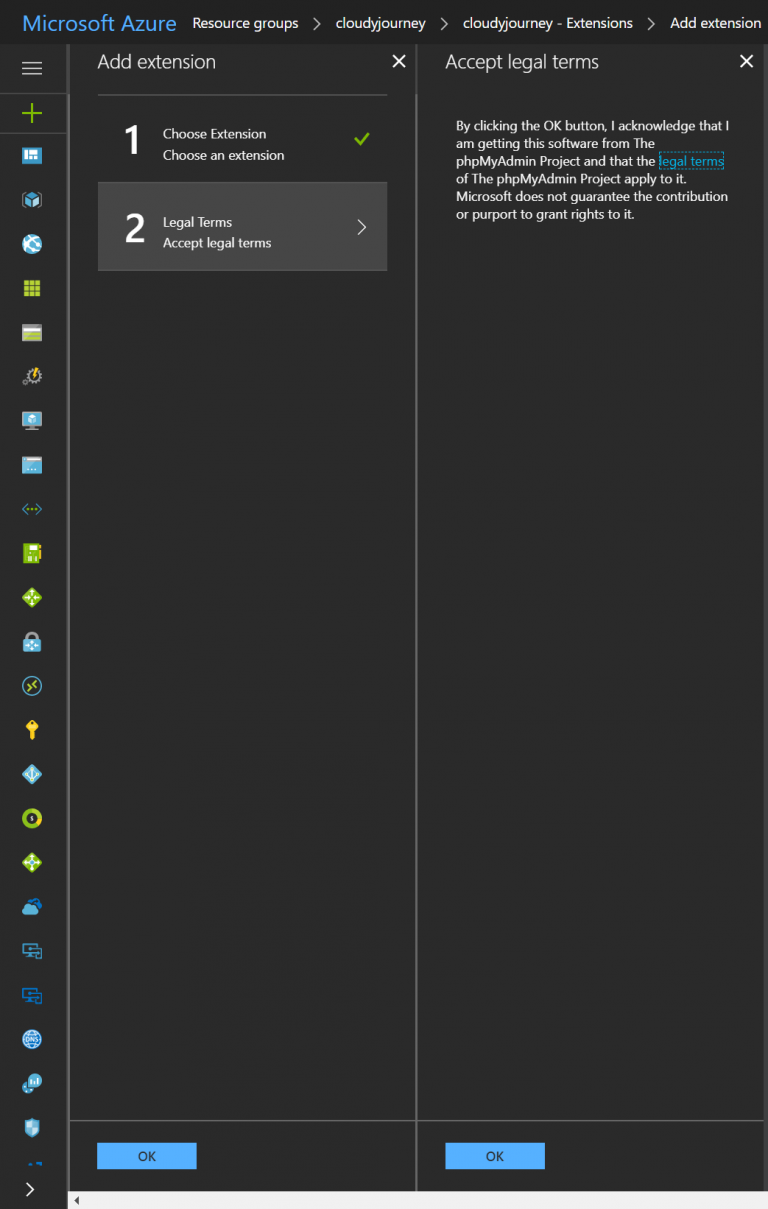 Microsoft Azure Resource groups > cloudyjourney > cloudyjourney - Extensions > Add extension
Add extension
1
Choose Extension
Choose an extension
2
Legal Terms
Accept legal terms
OK
Accept legal terms
By clicking the OK button, I acknowledge that I
am getting this software from The
phpMyAdmin Project and that the legal terms
of The phpMyAdmin Project apply to it.
Microsoft does not guarantee the contribution
or purport to grant rights to it.
OK
DNS